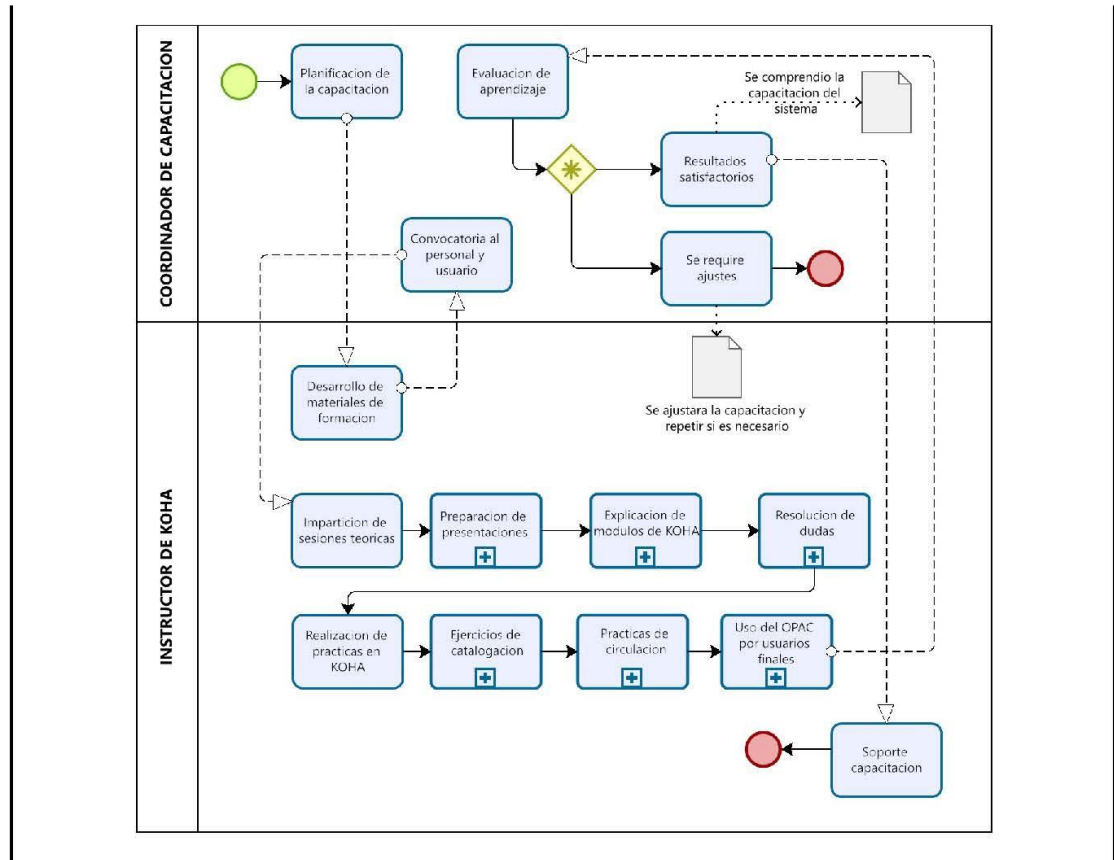 COORDINADOR DE CAPACITACION
Planificacion de
la capacitacion
Evaluacion de
aprendizaje
Se comprendio la
capacitacion del
sistema
Resultados
satisfactorios
Convocatoria al
personal y
usuario
Se require
ajustes
INSTRUCTOR DE KOHA
Desarrollo de
materiales de
formacion
Se ajustara la capacitacion y
repetir si es necesario
Imparticion de
sesiones teoricas
Preparacion de
presentaciones
Explicacion de
modulos de KOHA
Resolucion de
dudas
Realizacion de
practicas en
KOHA
Ejercicios de
catalogacion
Practicas de
circulacion
Uso del OPAC
por usuarios
finales
Soporte
capacitacion